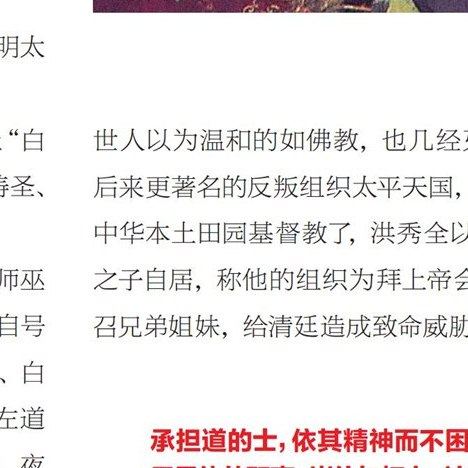 明太
“白
圣、
师巫
自号
、白
左道
夜
世人以为温和的如佛教，也几经
后来更著名的反叛组织太平天国，
中华本土田园基督教了，洪秀全以
之子自居，称他的组织为拜上帝会
召兄弟姐妹，给清廷造成致命威胁
承担道的士，依其精神而不困